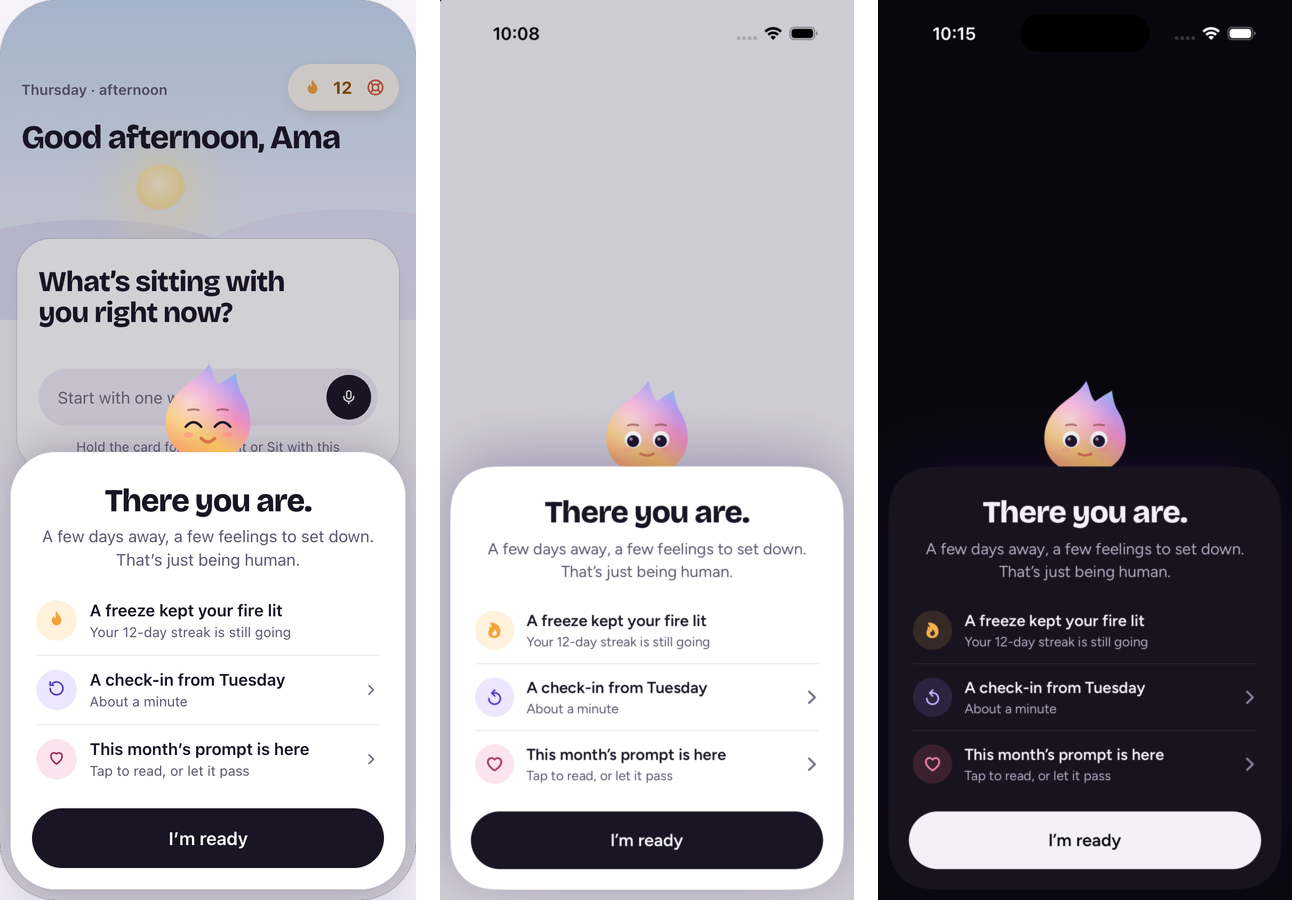 Thursday · afternoon
12
Good afternoon, Ama
What's sitting with
you right now?
Start with one w
Hold the card fo
t or Sit with this
There you are.
A few days away, a few feelings to set down.
That's just being human.
A freeze kept your fire lit
Your 12-day streak is still going
A check-in from Tuesday
About a minute
This month's prompt is here
Tap to read, or let it pass
I'm ready
10:08
There you are.
A few days away, a few feelings to set down.
That's just being human.
A freeze kept your fire lit
Your 12-day streak is still going
A check-in from Tuesday
About a minute
This month's prompt is here
Tap to read, or let it pass
I'm ready
10:15
There you are.
A few days away, a few feelings to set down.
That's just being human.
A freeze kept your fire lit
Your 12-day streak is still going
A check-in from Tuesday
About a minute
This month's prompt is here
Tap to read, or let it pass
I'm ready